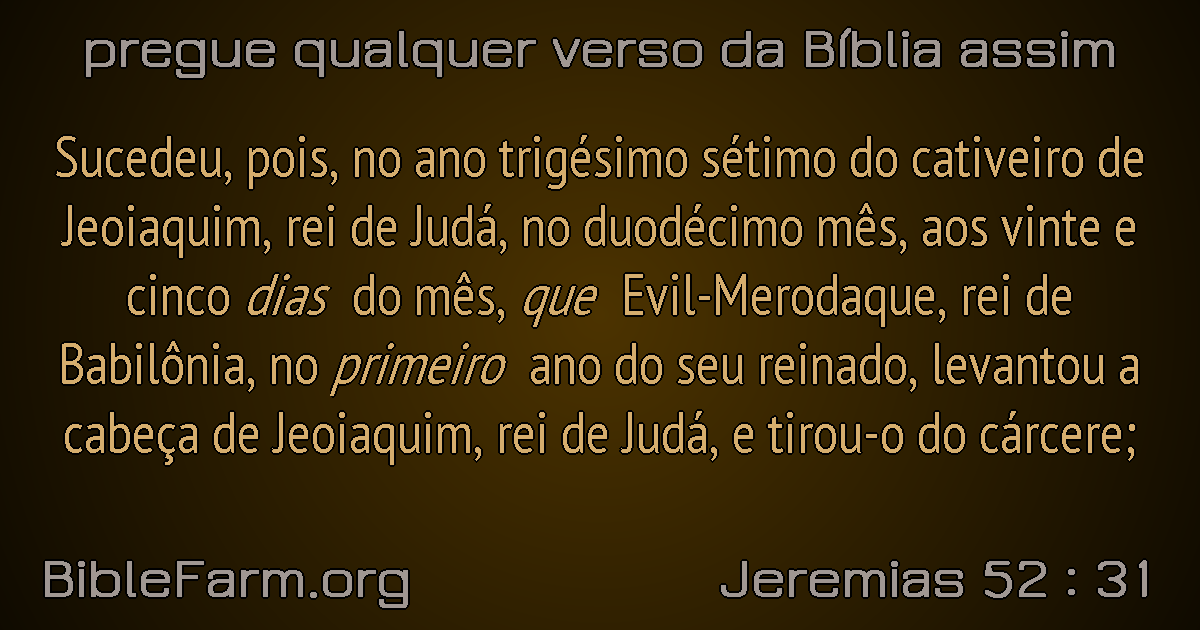 pregue qualquer verso da Bíblia assim
Sucedeu, pois, no ano trigésimo sétimo do cativeiro de
Jeoiaquim, rei de Judá, no duodécimo mês, aos vinte e
cinco dias do mês, que Evil-Merodaque, rei de
Babilônia, no primeiro ano do seu reinado, levantou a
cabeça de Jeoiaquim, rei de Judá, e tirou-o do cárcere;
BibleFarm.org
Jeremias 52 : 31